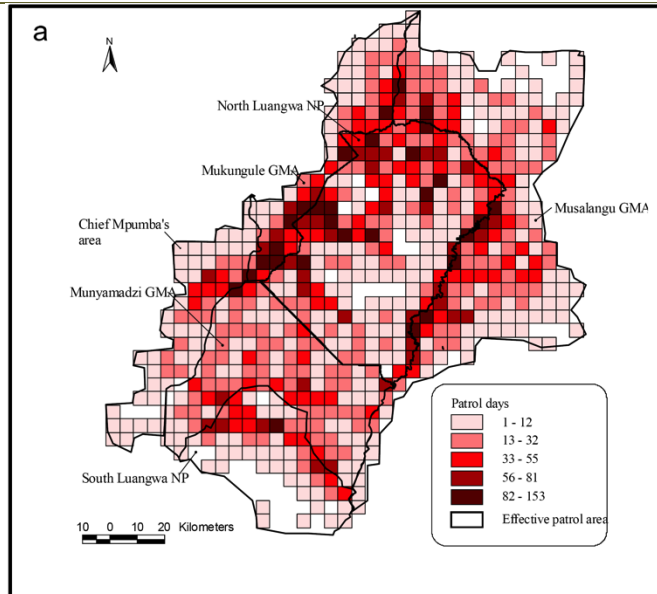 a
N
North Luangwa NP
Mukungule GMA
Musalangu GMA
Chief Mpumba's
area
Munyamadzi GMA
South Luangwa NP
Patrol days
1 - 12
13 - 32
33 - 55
56 - 81
82 - 153
Effective patrol area
10 0 10 20 Kilometers